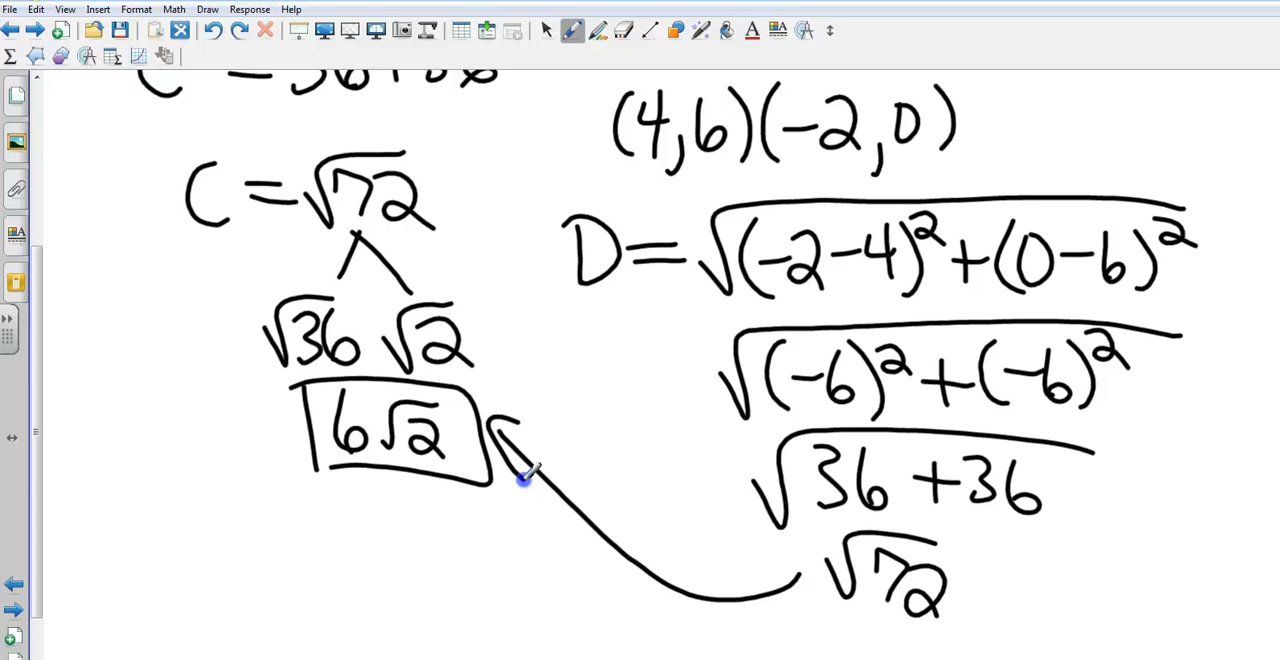 File Edit View Insert Format Math Draw Response Help
(4,6)(-2,0)
C = √72
√36 √2
6√2
D = √(-2-4)² + (0-6)²
√(-6)² + (-6)²
√36 + 36
√72